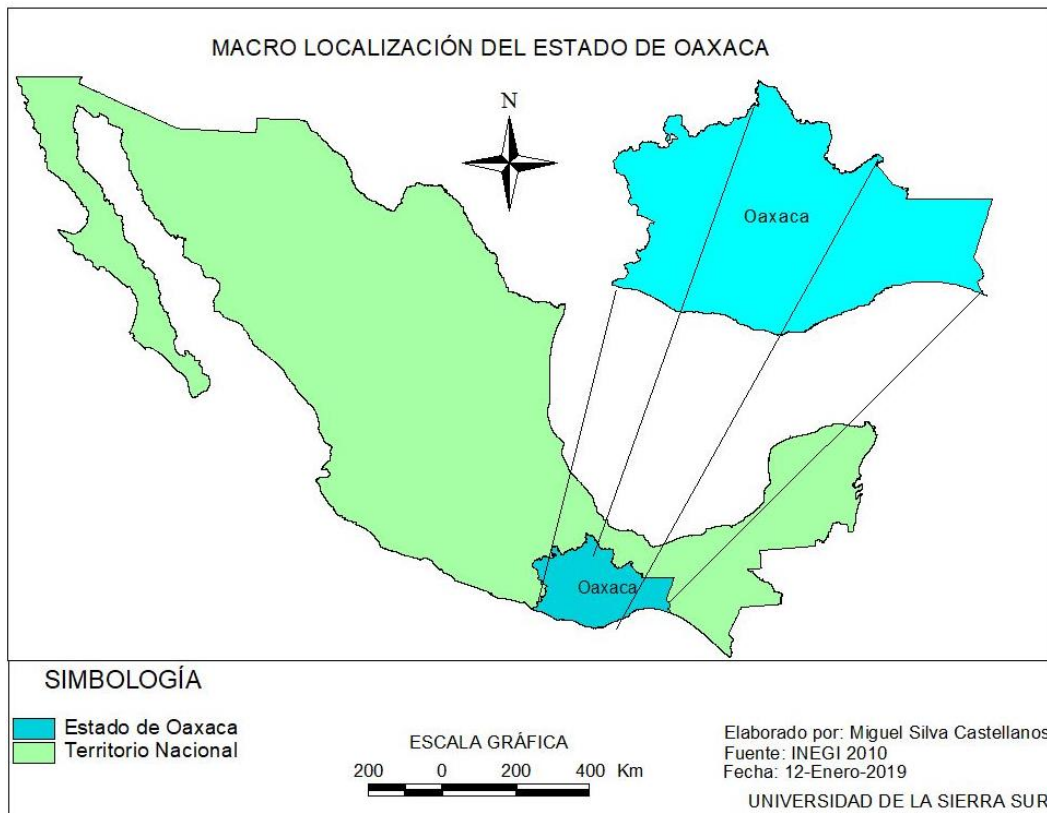 MACRO LOCALIZACIÓN DEL ESTADO DE OAXACA
N
Oaxaca
Oaxaca
SIMBOLOGÍA
Estado de Oaxaca
Territorio Nacional
ESCALA GRÁFICA
200 0 200 400 Km
Elaborado por: Miguel Silva Castellanos
Fuente: INEGI 2010
Fecha: 12-Enero-2019
UNIVERSIDAD DE LA SIERRA SUR